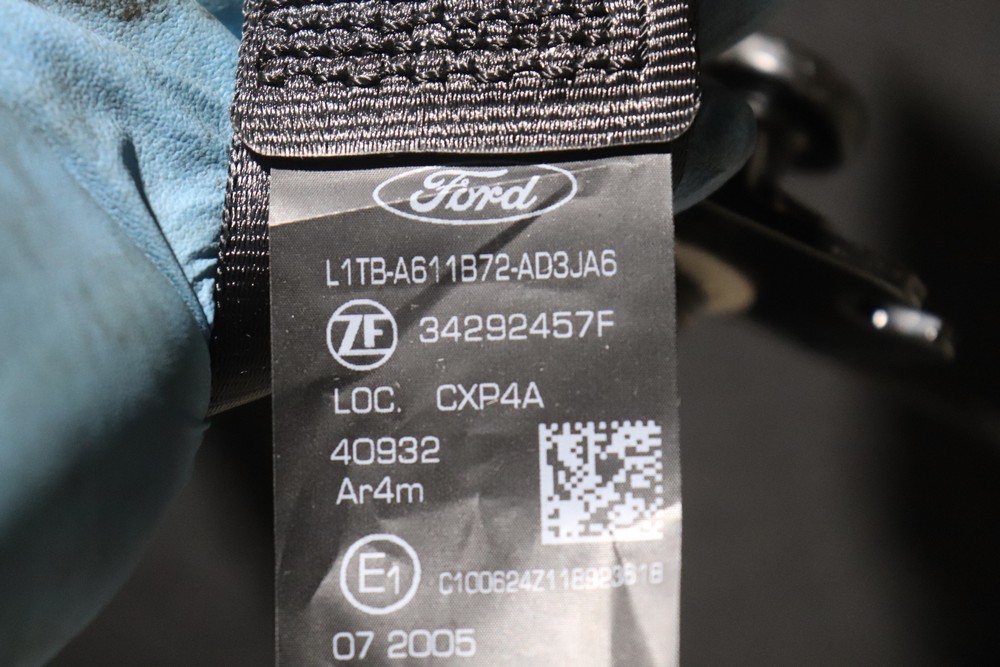 Ford
L1TB-A611B72-AD3JA6
ZF 34292457F
LOC. CXP4A
40932
Ar4m
E1
07 2005